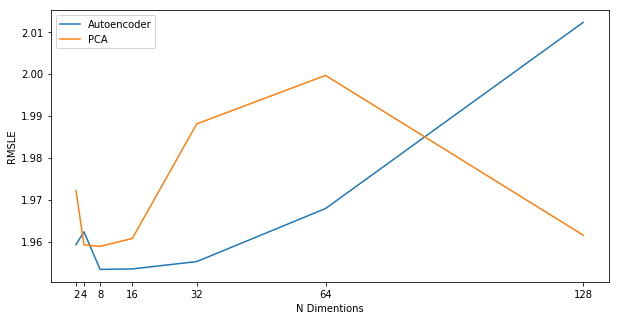 Autoencoder
PCA
RMSLE
2.01
2.00
1.99
1.98
1.97
1.96
2 4 8 16 32 64 128
N Dimentions